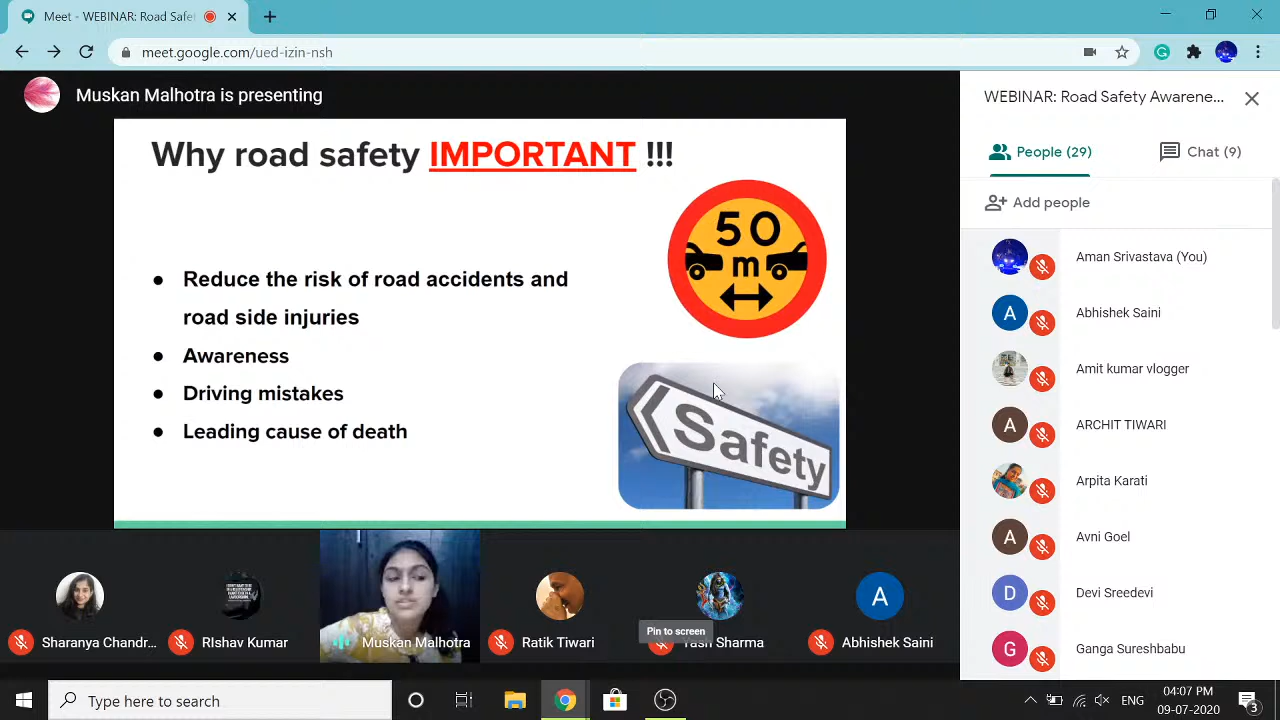 Meet - WEBINAR: Road Saf
meet.google.com/ued-izin-nsh
Muskan Malhotra is presenting
Why road safety IMPORTANT !!!
50
m
Reduce the risk of road accidents and
road side injuries
Awareness
Driving mistakes
Leading cause of death
Safety
Sharanya Chandr...
RIshav Kumar
Muskan Malhotra
Ratik Tiwari
Pin to screen
Yash Sharma
A
Abhishek Saini
WEBINAR: Road Safety Awarene...
People (29)
Chat (9)
Add people
Aman Srivastava (You)
A
Abhishek Saini
Amit kumar vlogger
A
ARCHIT TIWARI
Arpita Karati
A
Avni Goel
D
Devi Sreedevi
G
Ganga Sureshbabu
Type here to search
ENG
04:07 PM
09-07-2020
3